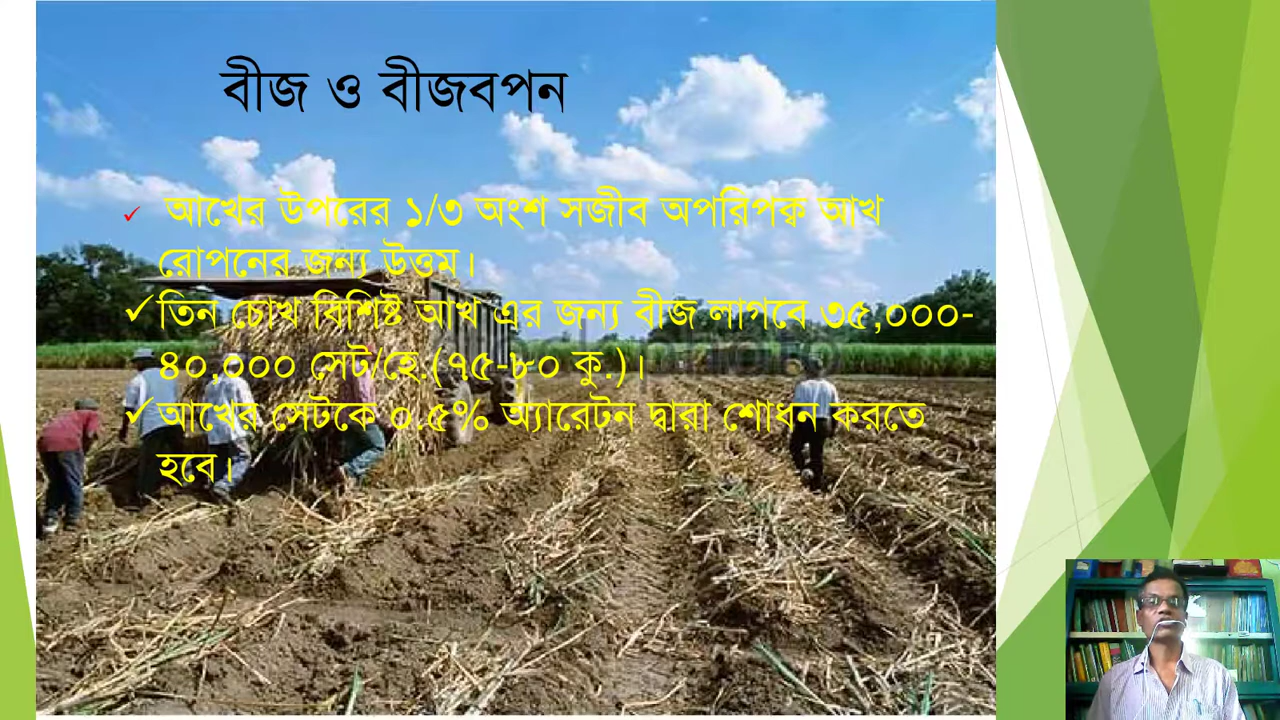 বীজ ও বীজবপন
✓ আখের উপরের ১/৩ অংশ সজীব অপরিপক্ব আখ
রোপনের জন্য উত্তম।
✓তিন চোখ বিশিষ্ট আখ এর জন্য বীজ লাগবে ৩৫,০০০-
৪০,০০০ সেট/হে.(৭৫-৮০ কু.)।
✓আখের সেটকে ০.৫% অ্যারেটন দ্বারা শোধন করতে
হবে।